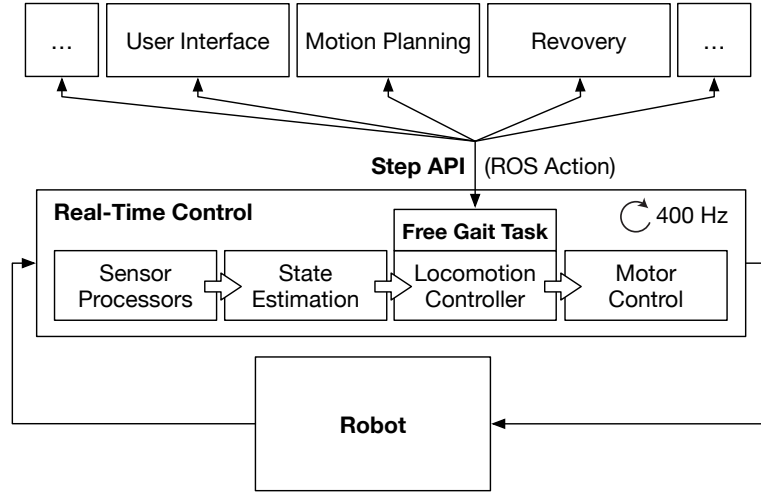 ...
User Interface
Motion Planning
Revovery
...
Step API (ROS Action)
Real-Time Control
400 Hz
Free Gait Task
Sensor
Processors
State
Estimation
Locomotion
Controller
Motor
Control
Robot